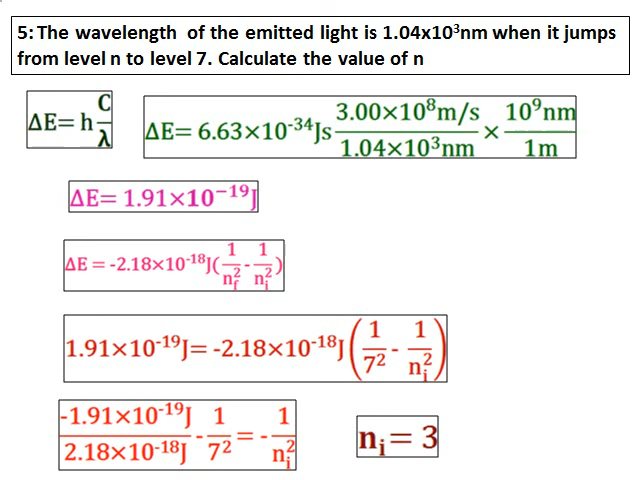 5: The wavelength of the emitted light is 1.04x10³nm when it jumps
from level n to level 7. Calculate the value of n
ΔE= h C/λ
ΔE= 6.63×10⁻³⁴Js 3.00×10⁸m/s / 1.04×10³nm × 10⁹nm / 1m
ΔE= 1.91×10⁻¹⁹J
ΔE = -2.18×10⁻¹⁸J(1/n_f² - 1/n_i²)
1.91×10⁻¹⁹J= -2.18×10⁻¹⁸J(1/7² - 1/n_i²)
-1.91×10⁻¹⁹J / 2.18×10⁻¹⁸J - 1/7² = - 1/n_i²
n_i= 3